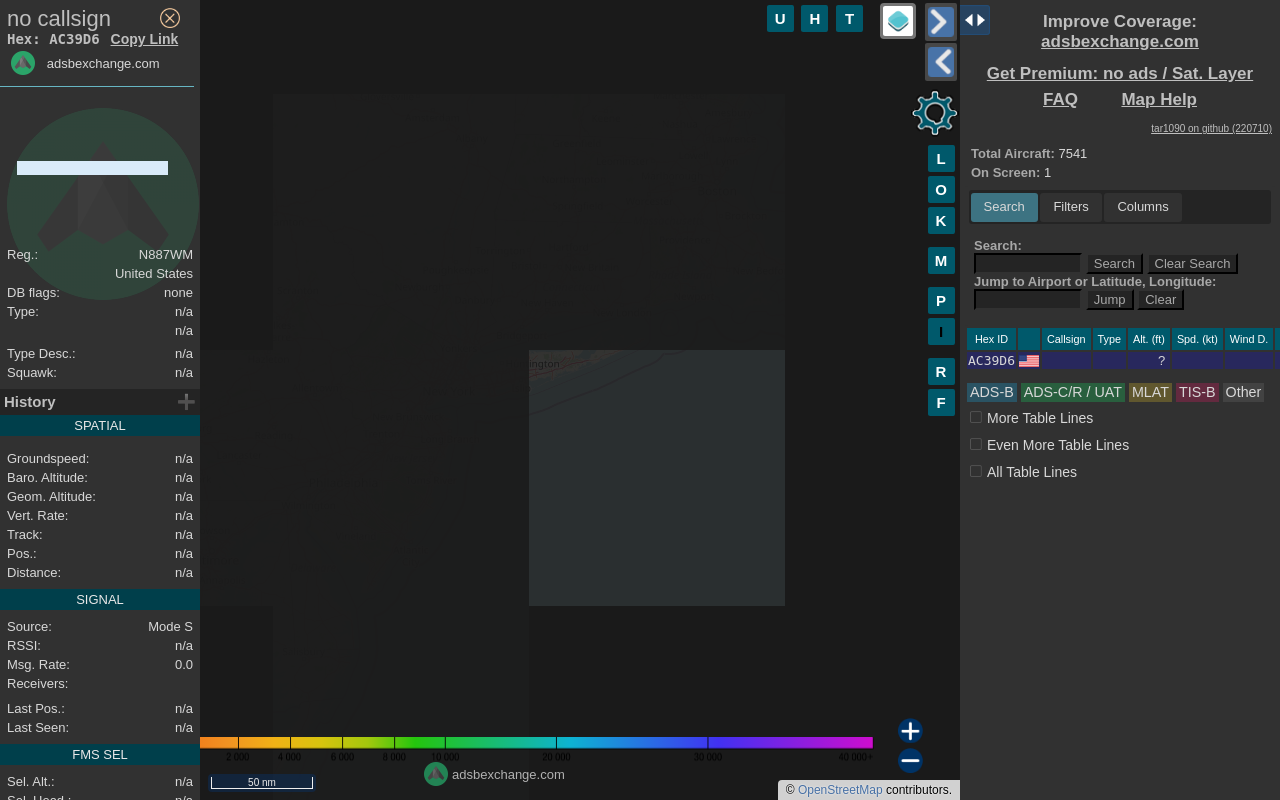 no callsign
Hex: AC39D6 Copy Link
adsbexchange.com
Reg.: N887WM
United States
DB flags: none
Type: n/a
n/a
Type Desc.: n/a
Squawk: n/a
History
SPATIAL
Groundspeed: n/a
Baro. Altitude: n/a
Geom. Altitude: n/a
Vert. Rate: n/a
Track: n/a
Pos.: n/a
Distance: n/a
SIGNAL
Source: Mode S
RSSI: n/a
Msg. Rate: 0.0
Receivers:
Last Pos.: n/a
Last Seen: n/a
FMS SEL
Sel. Alt.: n/a
Sel. Head.: n/a
U H T
L
O
K
M
P
I
R
F
ington
2 000 4 000 6 000 8 000 10 000 20 000 30 000 40 000+
50 nm
adsbexchange.com
© OpenStreetMap contributors.
Improve Coverage:
adsbexchange.com
Get Premium: no ads / Sat. Layer
FAQ Map Help
tar1090 on github (220710)
Total Aircraft: 7541
On Screen: 1
Search Filters Columns
Search:
Search Clear Search
Jump to Airport or Latitude, Longitude:
Jump Clear
Hex ID Callsign Type Alt. (ft) Spd. (kt) Wind D.
AC39D6 ?
ADS-B ADS-C/R / UAT MLAT TIS-B Other
More Table Lines
Even More Table Lines
All Table Lines